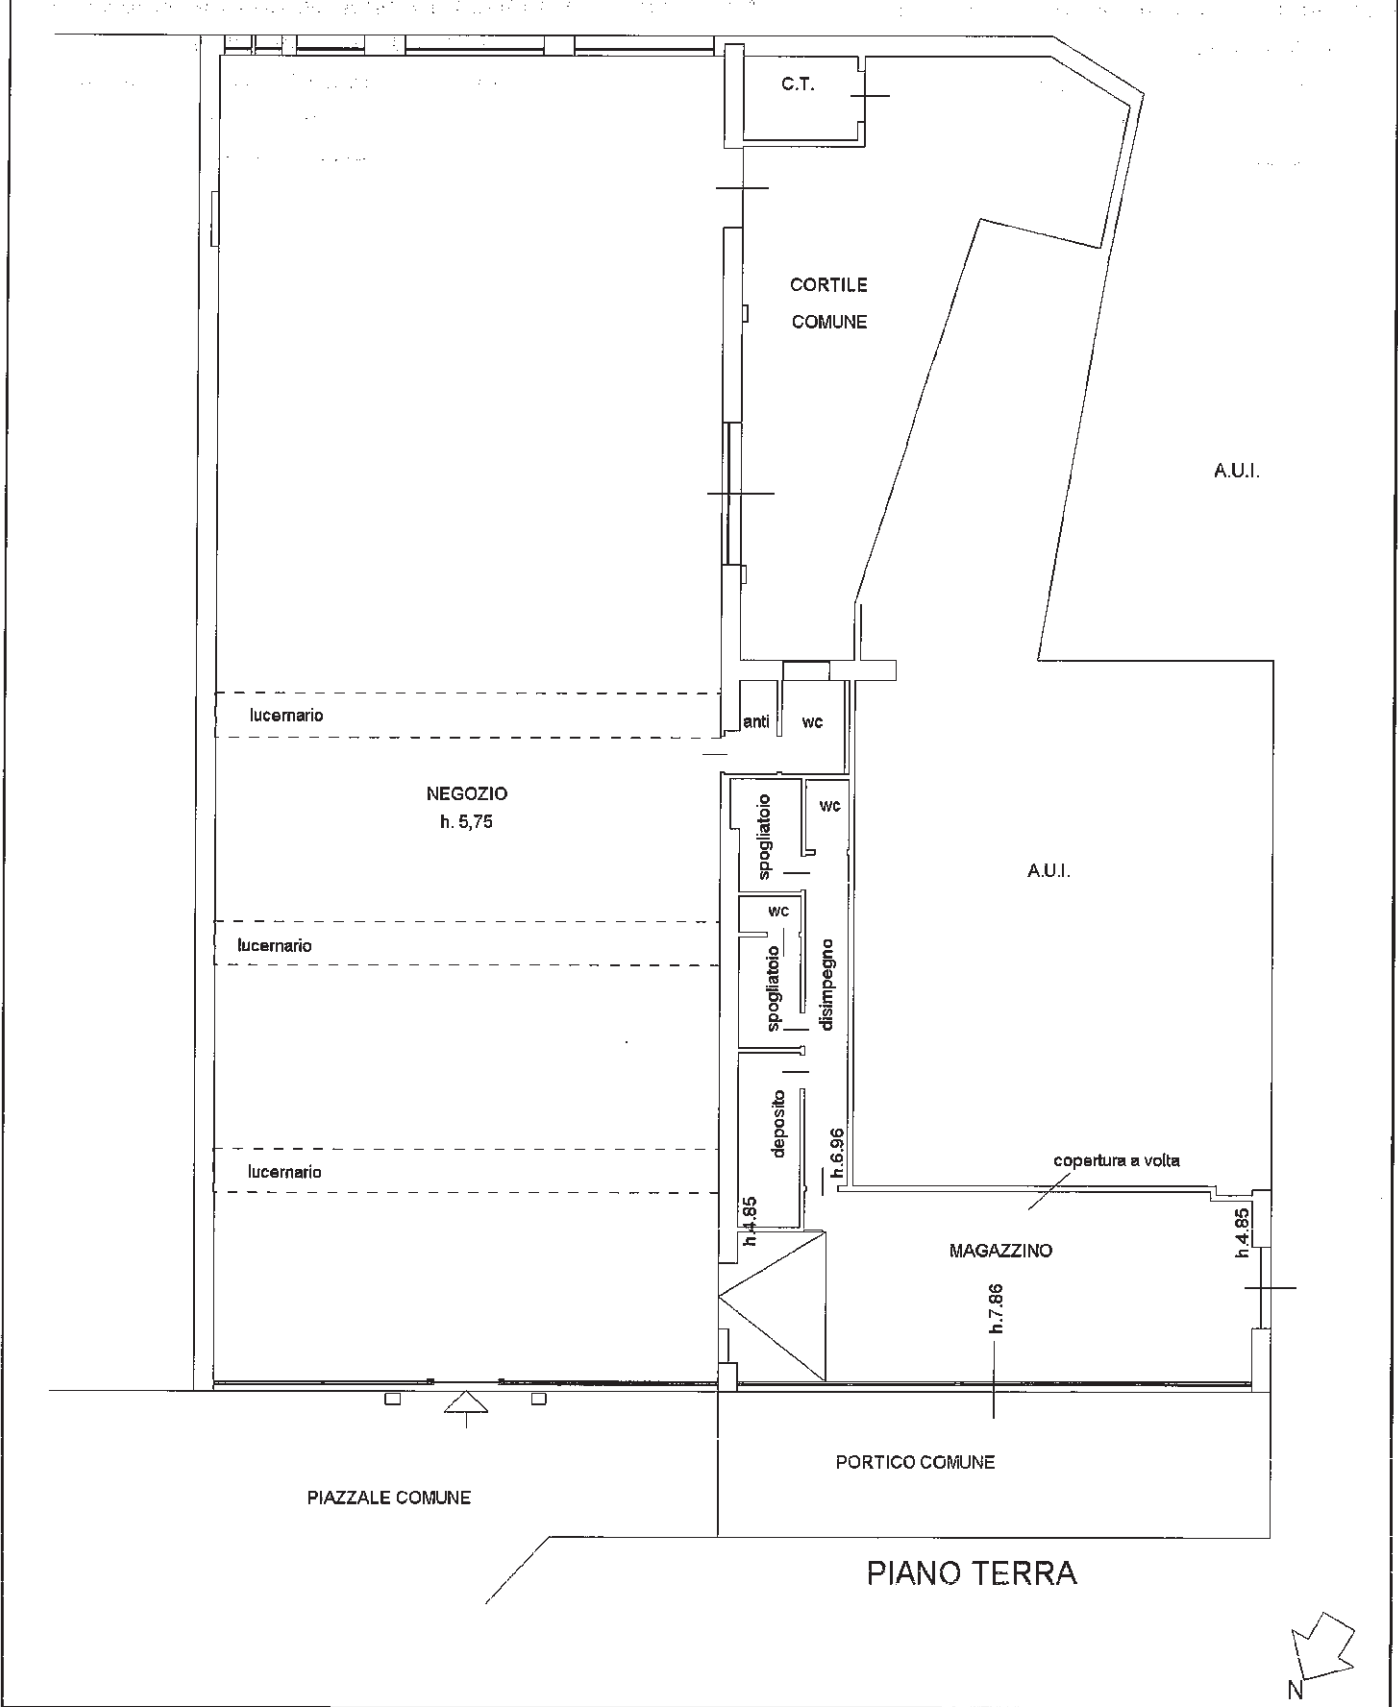 C.T.
CORTILE
COMUNE
A.U.I.
lucernario
anti
wc
NEGOZIO
h. 5,75
spogliatoio
wc
A.U.I.
wc
lucernario
spogliatoio
disimpegno
deposito
h.6.96
copertura a volta
lucernario
h.4.85
h.4.85
MAGAZZINO
h.7.86
PORTICO COMUNE
PIAZZALE COMUNE
PIANO TERRA
N